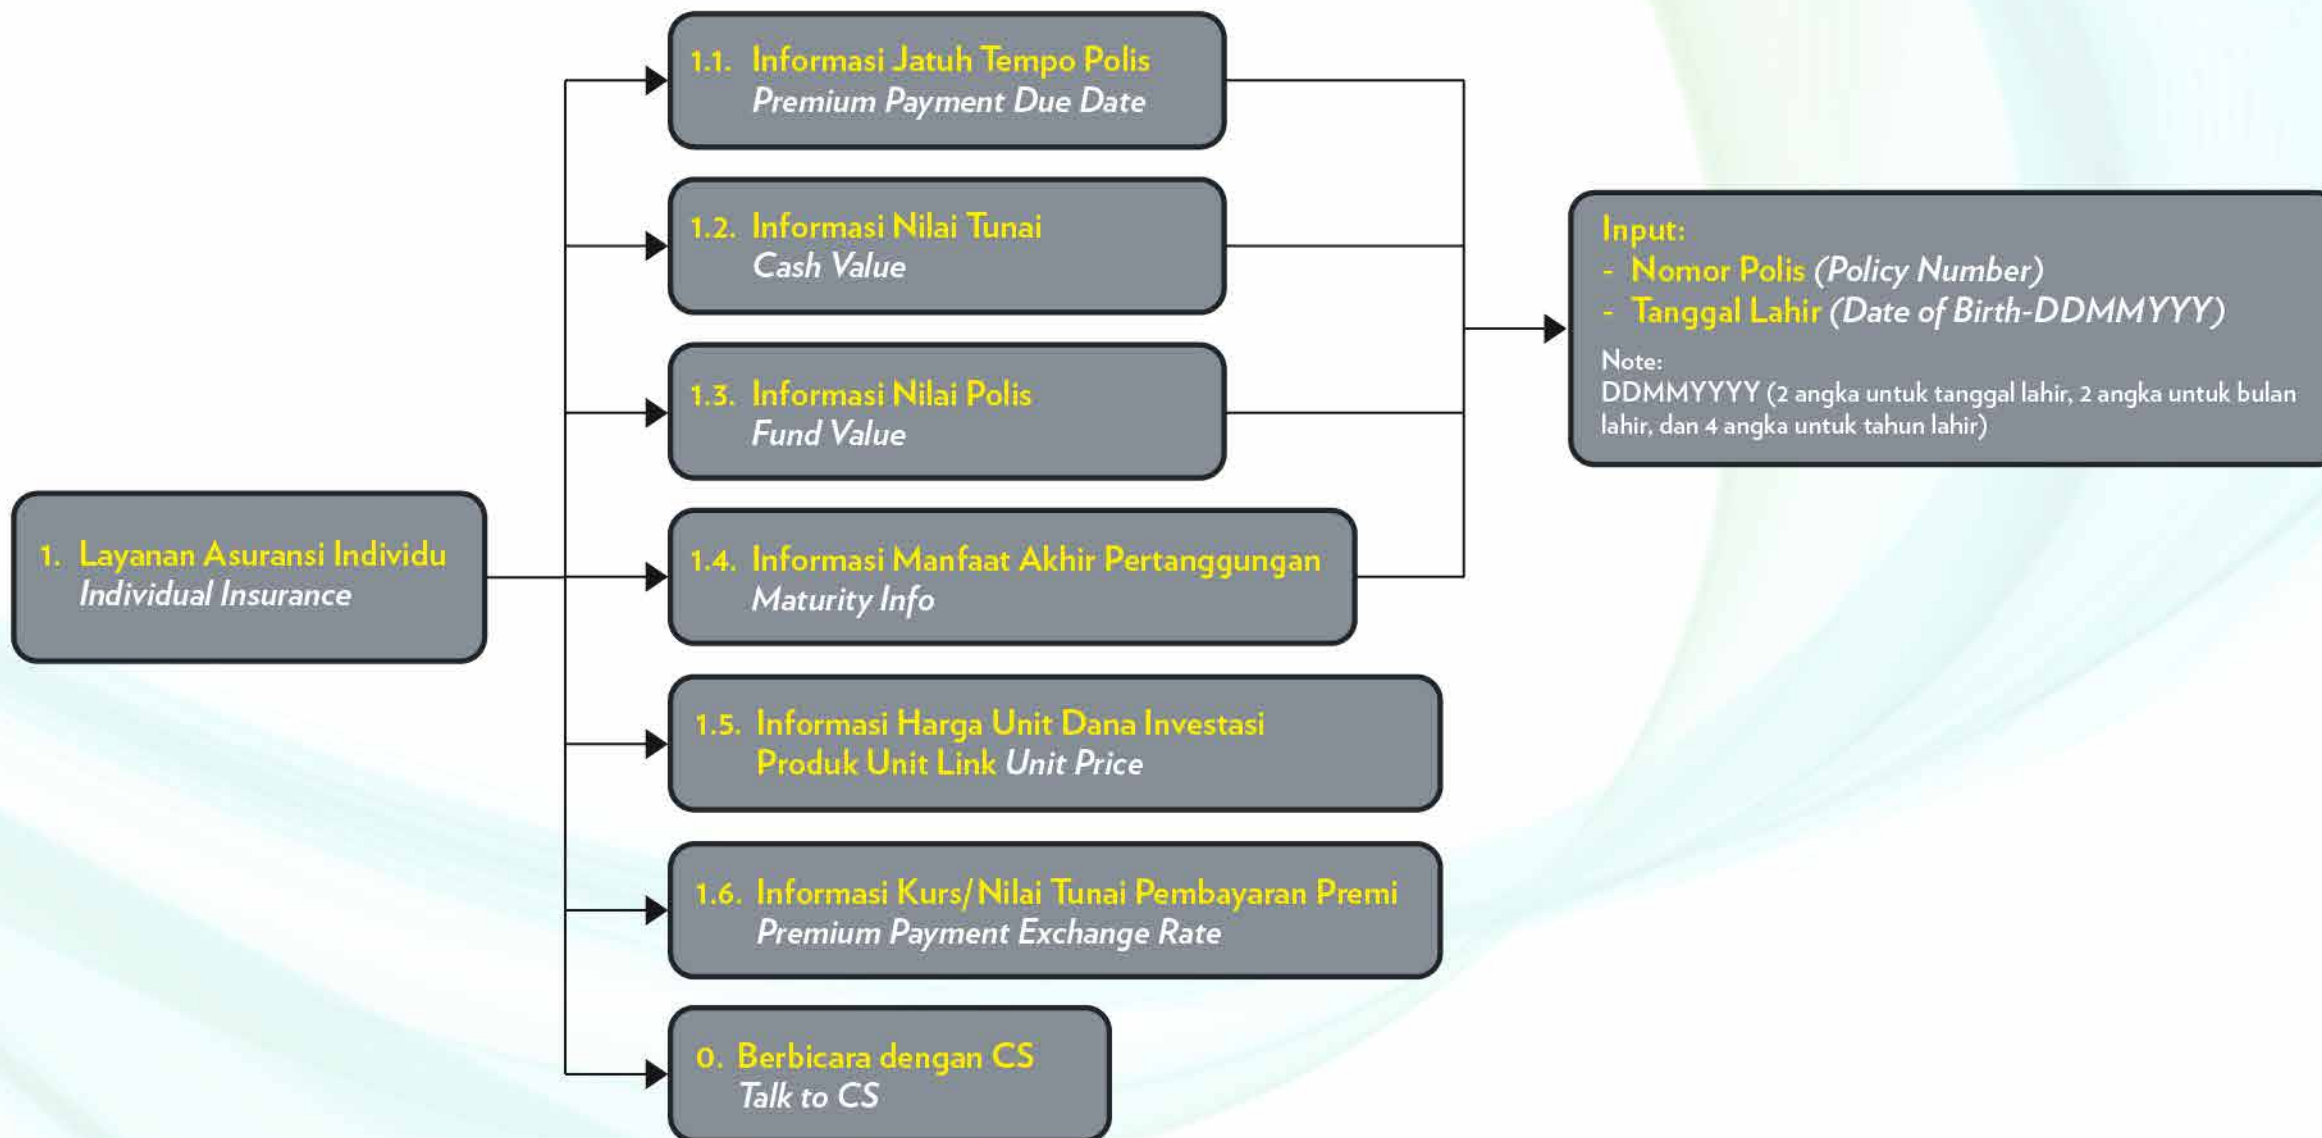 1.1. Informasi Jatuh Tempo Polis
Premium Payment Due Date
1.2. Informasi Nilai Tunai
Cash Value
1.3. Informasi Nilai Polis
Fund Value
1. Layanan Asuransi Individu
Individual Insurance
1.4. Informasi Manfaat Akhir Pertanggungan
Maturity Info
1.5. Informasi Harga Unit Dana Investasi
Produk Unit Link Unit Price
1.6. Informasi Kurs/Nilai Tunai Pembayaran Premi
Premium Payment Exchange Rate
0. Berbicara dengan CS
Talk to CS
Input:
- Nomor Polis (Policy Number)
- Tanggal Lahir (Date of Birth-DDMMYYY)
Note:
DDMMYYYY (2 angka untuk tanggal lahir, 2 angka untuk bulan
lahir, dan 4 angka untuk tahun lahir)